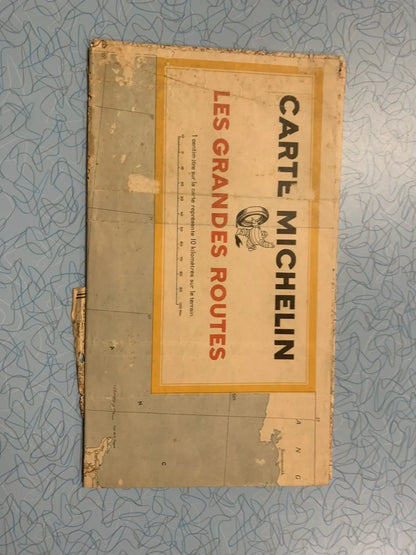 CARTE MICHELIN
LES GRANDES ROUTES
1 centimètre sur la carte représente 10 kilomètres sur le terrain
A N G
A
N
C